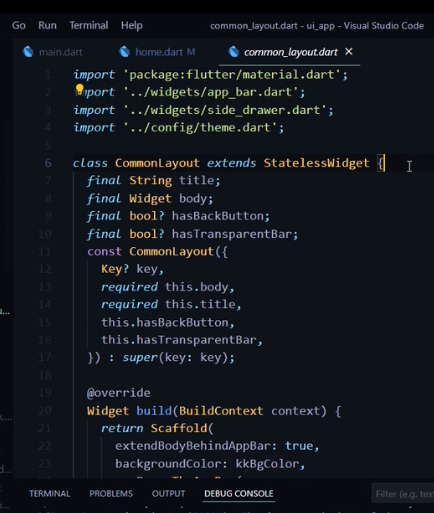 Go Run Terminal Help common_layout.dart - ui_app - Visual Studio Code
main.dart home.dart M common_layout.dart ×
1 import 'package:flutter/material.dart';
2 import '../widgets/app_bar.dart';
3 import '../widgets/side_drawer.dart';
4 import '../config/theme.dart';
5
6 class CommonLayout extends StatelessWidget {
7 final String title;
8 final Widget body;
9 final bool? hasBackButton;
10 final bool? hasTransparentBar;
11 const CommonLayout({
12 Key? key,
13 required this.body,
14 required this.title,
15 this.hasBackButton,
16 this.hasTransparentBar,
17 }) : super(key: key);
18
19 @override
20 Widget build(BuildContext context) {
21 return Scaffold(
22 extendBodyBehindAppBar: true,
23 backgroundColor: kkBgColor,
TERMINAL PROBLEMS OUTPUT DEBUG CONSOLE Filter (e.g. text